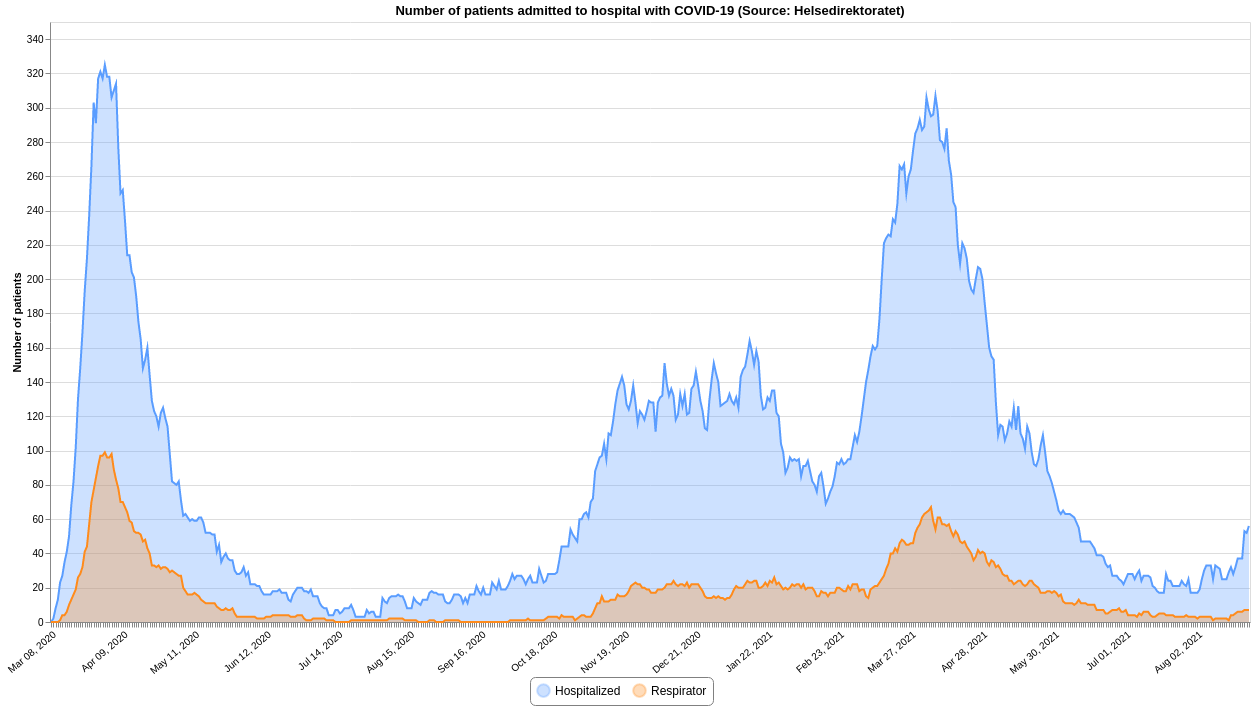 Number of patients admitted to hospital with COVID-19 (Source: Helsedirektoratet)
340
320
300
280
260
240
220
200
180
160
140
120
100
80
60
40
20
0
Number of patients
Mar 08, 2020
Apr 09, 2020
May 11, 2020
Jun 12, 2020
Jul 14, 2020
Aug 15, 2020
Sep 16, 2020
Oct 18, 2020
Nov 19, 2020
Dec 21, 2020
Jan 22, 2021
Feb 23, 2021
Mar 27, 2021
Apr 28, 2021
May 30, 2021
Jul 01, 2021
Aug 02, 2021
Hospitalized
Respirator